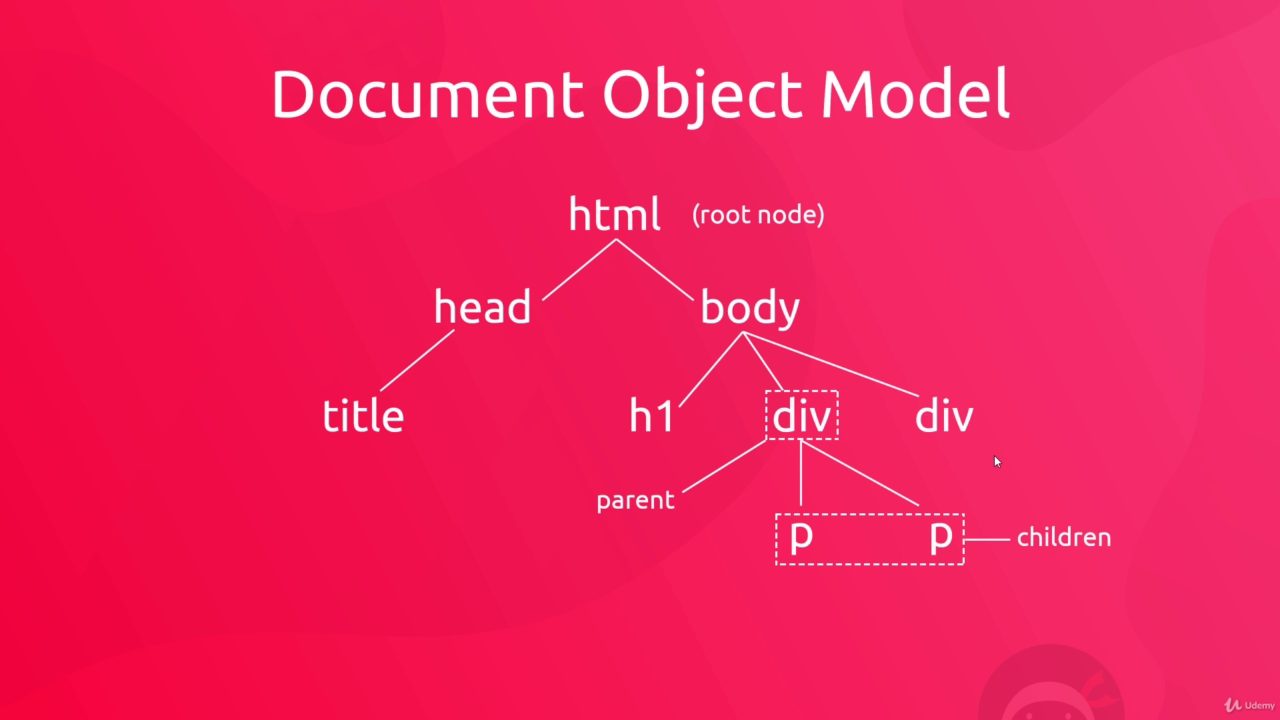 Document Object Model
html (root node)
head body
title h1 div div
parent
p p children
Udemy